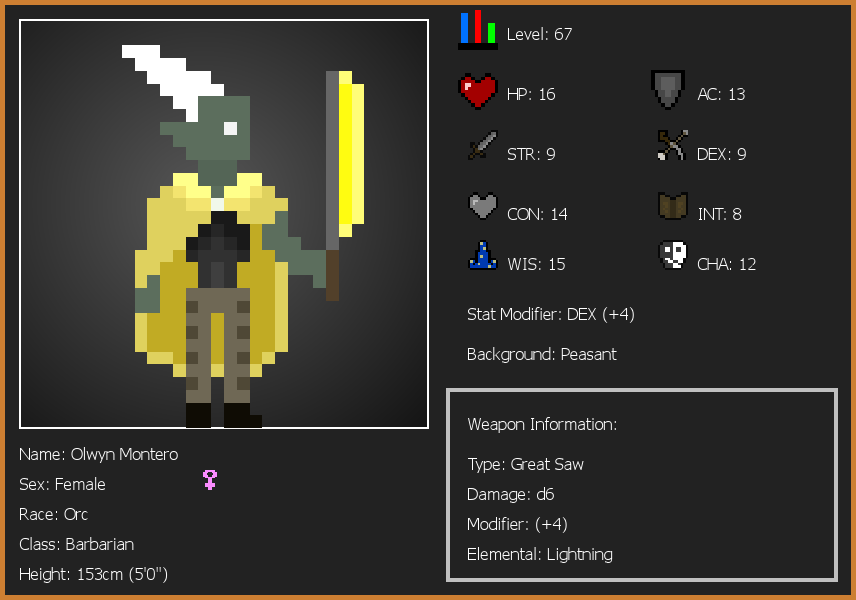 Level: 67
HP: 16
AC: 13
STR: 9
DEX: 9
CON: 14
INT: 8
WIS: 15
CHA: 12
Stat Modifier: DEX (+4)
Background: Peasant
Weapon Information:
Type: Great Saw
Damage: d6
Modifier: (+4)
Elemental: Lightning
Name: Olwyn Montero
Sex: Female
Race: Orc
Class: Barbarian
Height: 153cm (5'0")